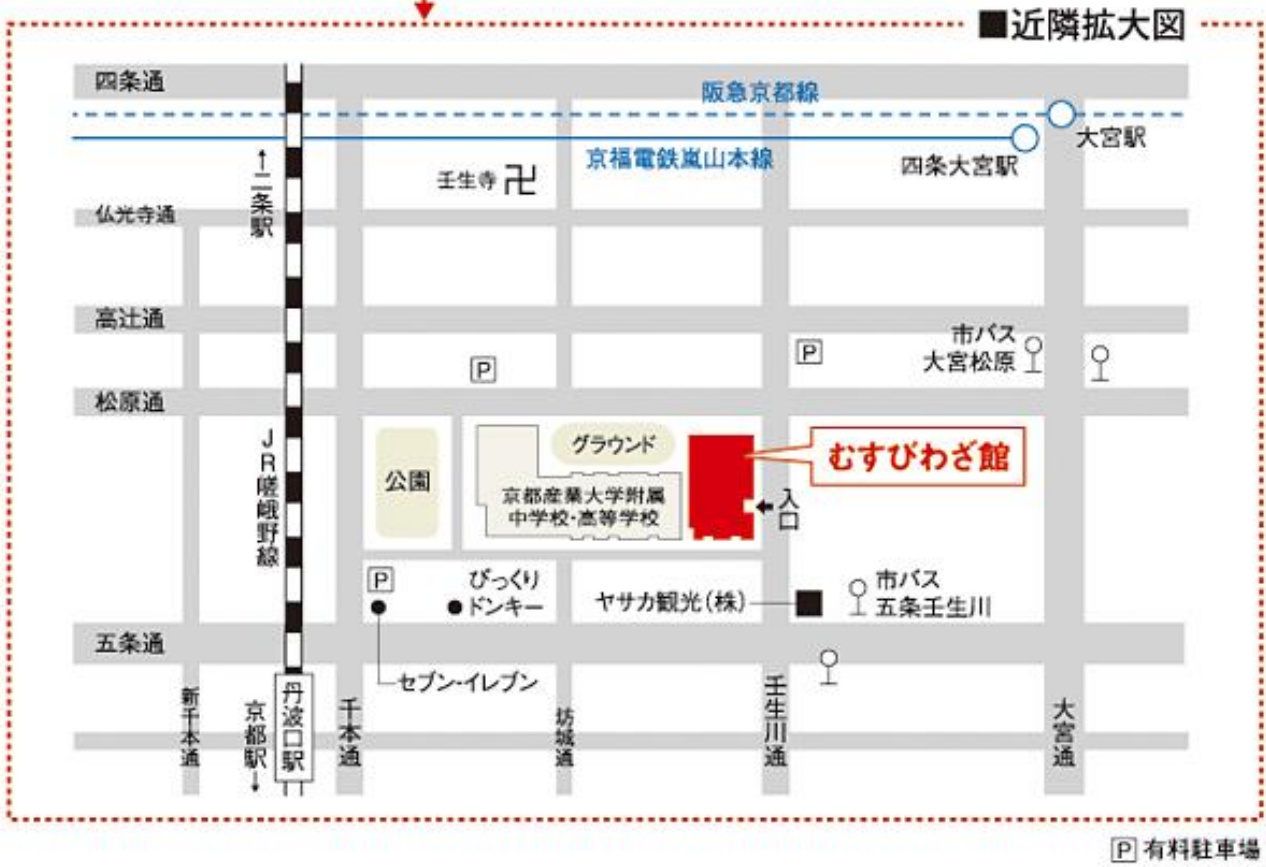 ■近隣拡大図
四条通
阪急京都線
大宮駅
京福電鉄嵐山本線
四条大宮駅
↑二条駅
壬生寺 卍
仏光寺通
高辻通
市バス
大宮松原
P
P
松原通
JR嵯峨野線
公園
グラウンド
京都産業大学附属
中学校・高等学校
むすびわざ館
←入口
P
びっくり
ドンキー
ヤサカ観光(株)
市バス
五条壬生川
五条通
セブン-イレブン
新千本通
京都駅↓
丹波口駅
千本通
坊城通
壬生川通
大宮通
P 有料駐車場